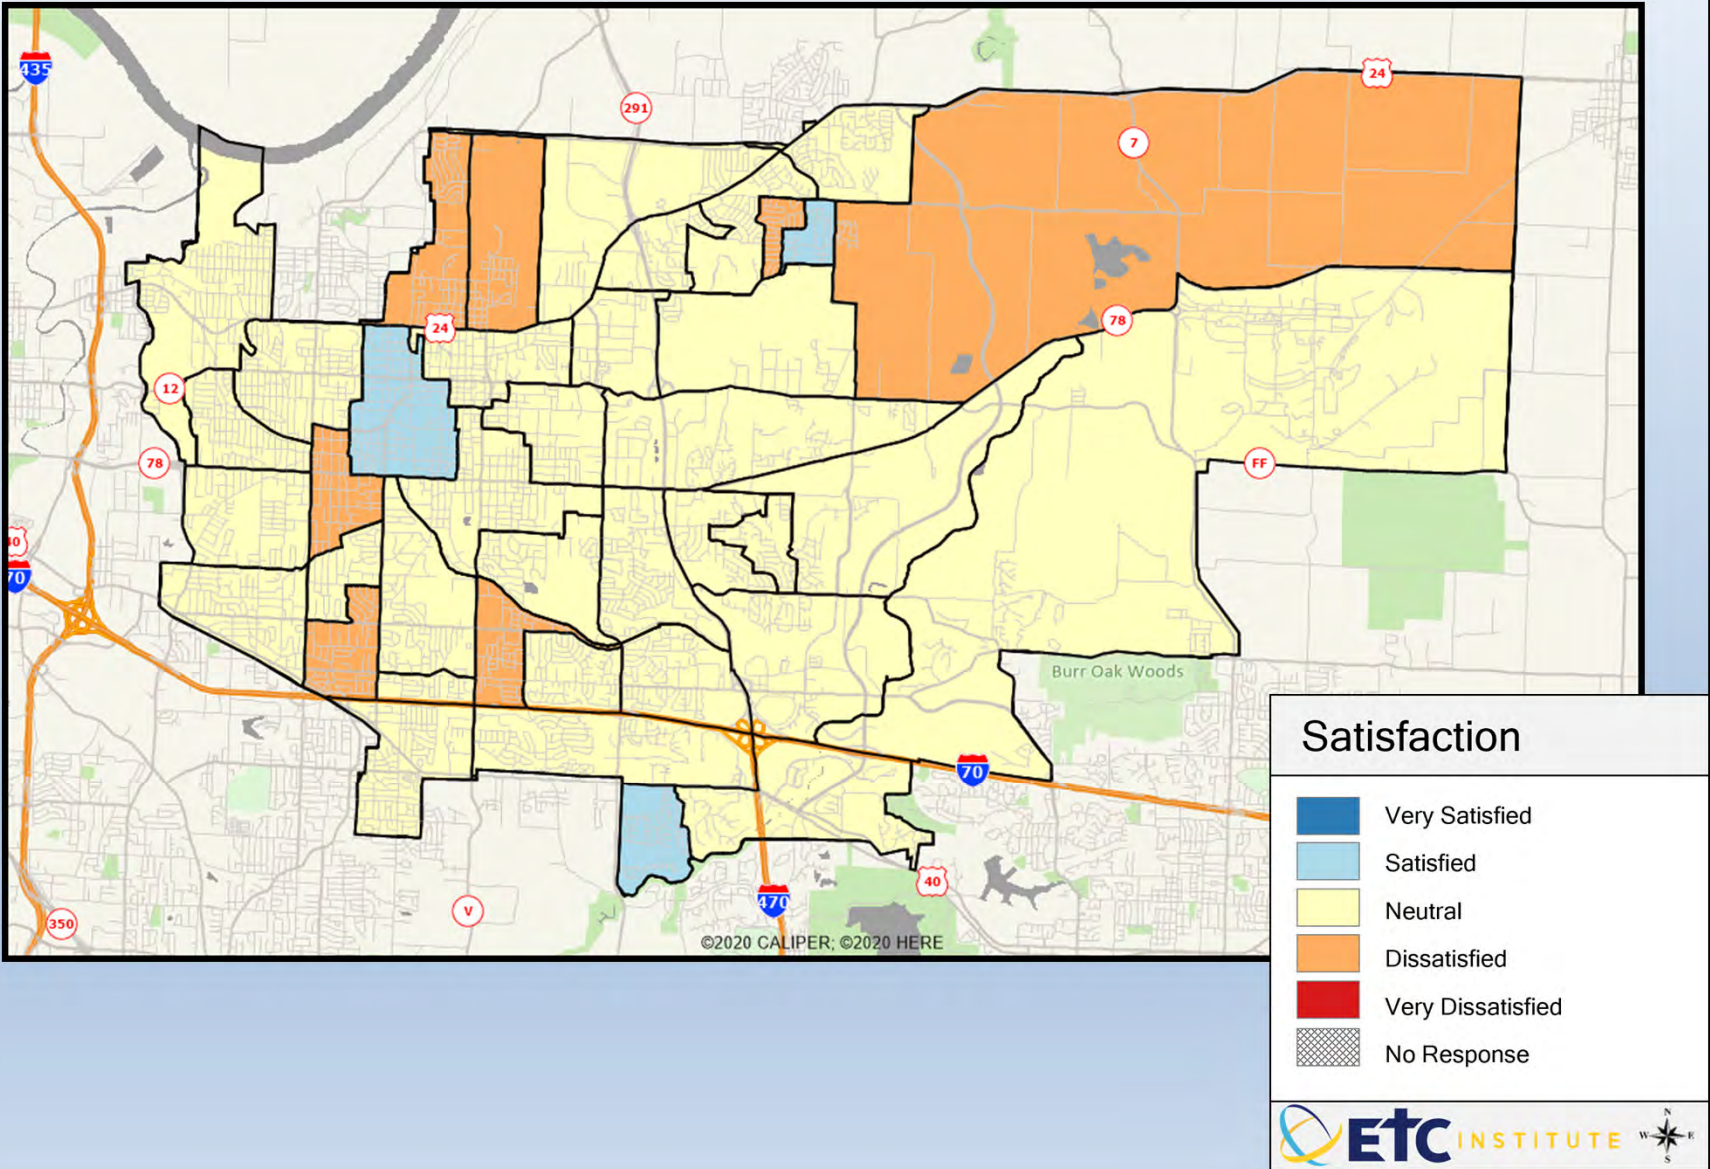 435
291
24
7
24
78
12
78
FF
40
70
Burr Oak Woods
70
40
470
V
350
©2020 CALIPER; ©2020 HERE
Satisfaction
Very Satisfied
Satisfied
Neutral
Dissatisfied
Very Dissatisfied
No Response
ETC INSTITUTE
N
W E
S